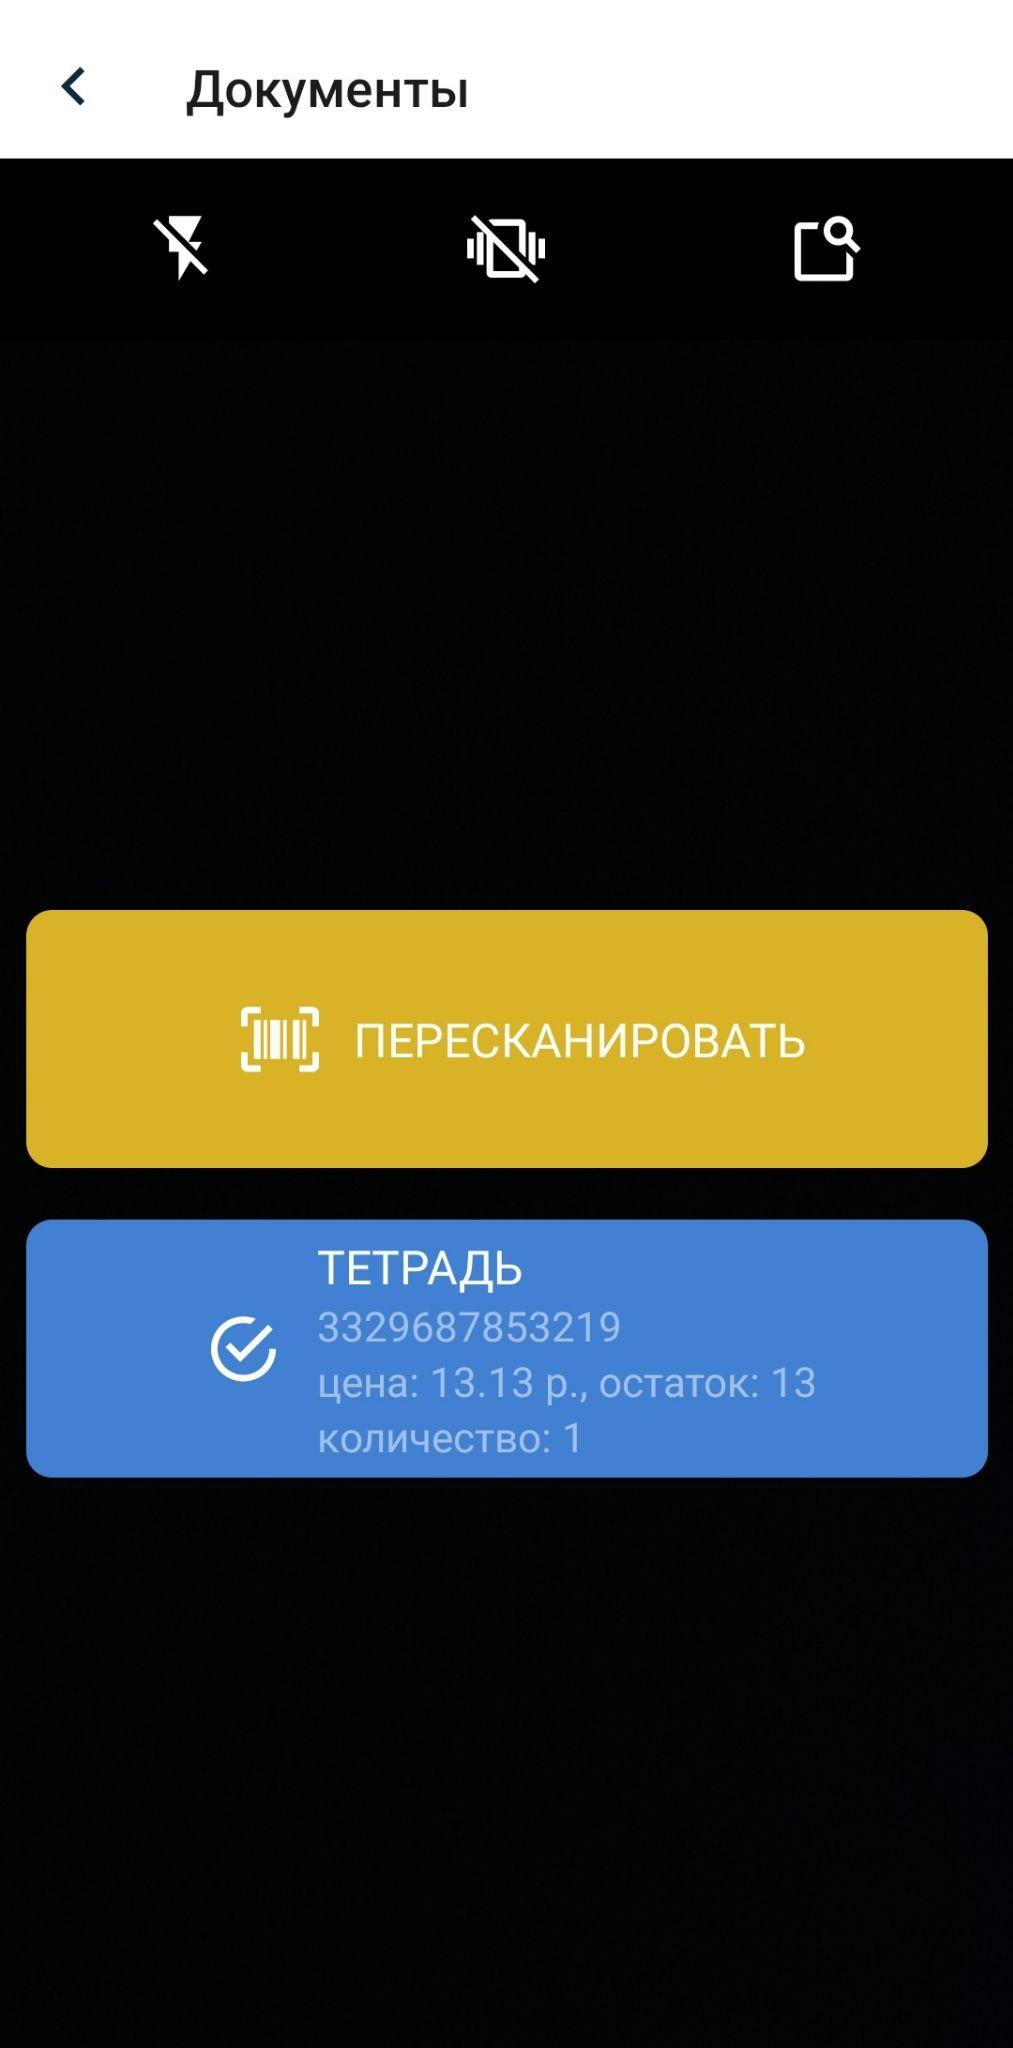 Документы
ПЕРЕСКАНИРОВАТЬ
ТЕТРАДЬ
3329687853219
цена: 13.13 р., остаток: 13
количество: 1